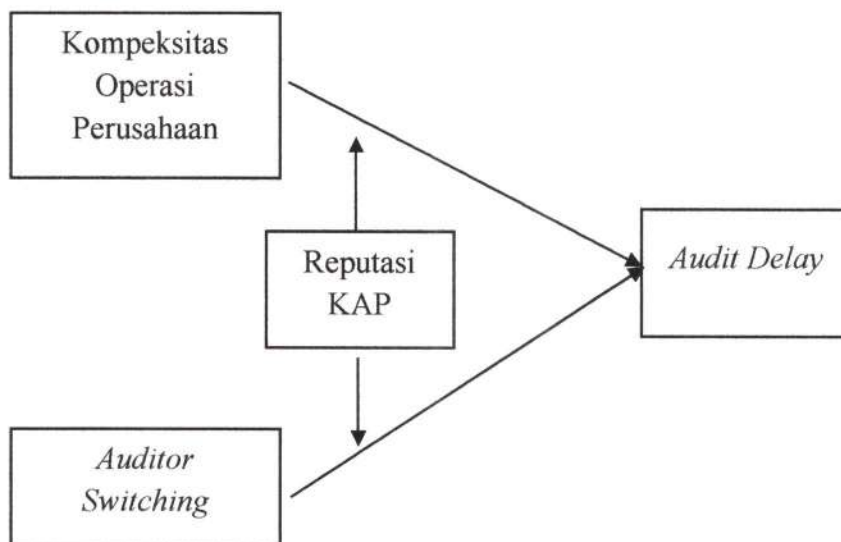 Kompeksitas
Operasi
Perusahaan
Reputasi
KAP
Audit Delay
Auditor
Switching